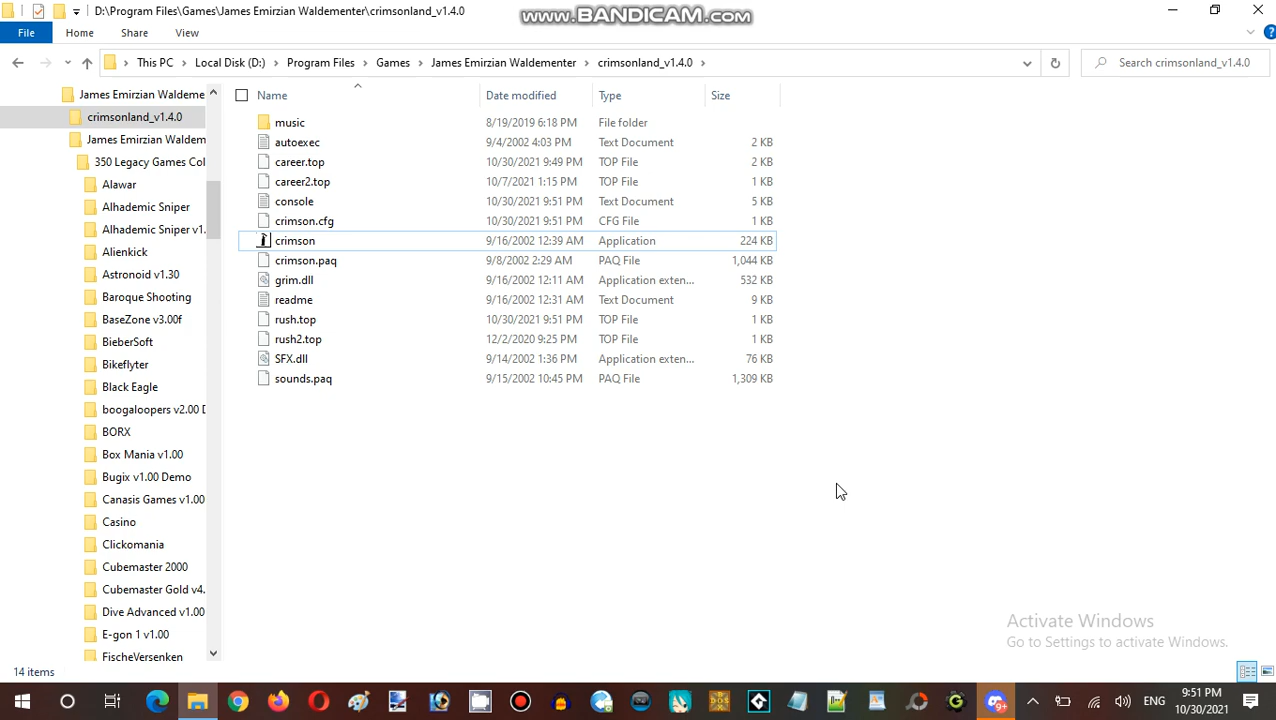 D:\Program Files\Games\James Emirzian Waldementer\crimsonland_v1.4.0
www.BANDICAM.com
File Home Share View
This PC Local Disk (D:) Program Files Games James Emirzian Waldementer crimsonland_v1.4.0
Search crimsonland_v1.4.0
James Emirzian Waldeme
crimsonland_v1.4.0
James Emirzian Waldem
350 Legacy Games Col
Alawar
Alhademic Sniper
Alhademic Sniper v1.
Alienkick
Astronoid v1.30
Baroque Shooting
BaseZone v3.00f
BieberSoft
Bikeflyter
Black Eagle
boogaloopers v2.00 D
BORX
Box Mania v1.00
Bugix v1.00 Demo
Canasis Games v1.00
Casino
Clickomania
Cubemaster 2000
Cubemaster Gold v4.
Dive Advanced v1.00
E-gon 1 v1.00
FischeVersenken
Name Date modified Type Size
music 8/19/2019 6:18 PM File folder
autoexec 9/4/2002 4:03 PM Text Document 2 KB
career.top 10/30/2021 9:49 PM TOP File 2 KB
career2.top 10/7/2021 1:15 PM TOP File 1 KB
console 10/30/2021 9:51 PM Text Document 5 KB
crimson.cfg 10/30/2021 9:51 PM CFG File 1 KB
crimson 9/16/2002 12:39 AM Application 224 KB
crimson.paq 9/8/2002 2:29 AM PAQ File 1,044 KB
grim.dll 9/16/2002 12:11 AM Application exten... 532 KB
readme 9/16/2002 12:31 AM Text Document 9 KB
rush.top 10/30/2021 9:51 PM TOP File 1 KB
rush2.top 12/2/2020 9:25 PM TOP File 1 KB
SFX.dll 9/14/2002 1:36 PM Application exten... 76 KB
sounds.paq 9/15/2002 10:45 PM PAQ File 1,309 KB
Activate Windows
Go to Settings to activate Windows.
14 items
9+
ENG
9:51 PM
10/30/2021